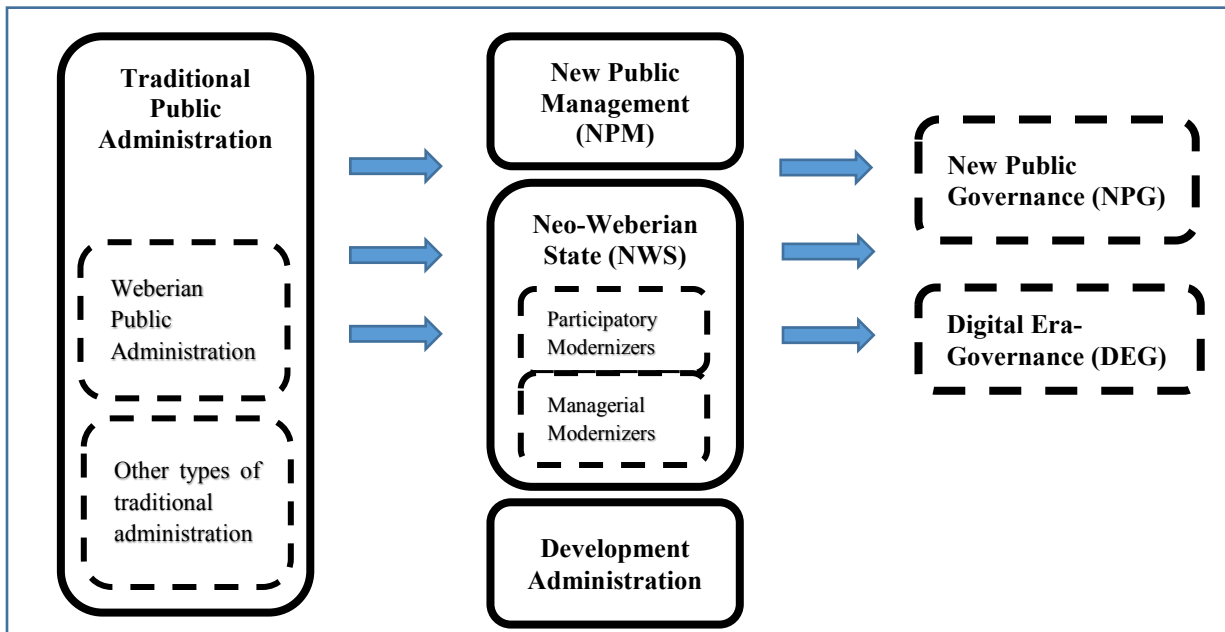 Traditional
Public
Administration
Weberian
Public
Administration
Other types of
traditional
administration
New Public
Management
(NPM)
Neo-Weberian
State (NWS)
Participatory
Modernizers
Managerial
Modernizers
Development
Administration
New Public
Governance (NPG)
Digital Era-
Governance (DEG)